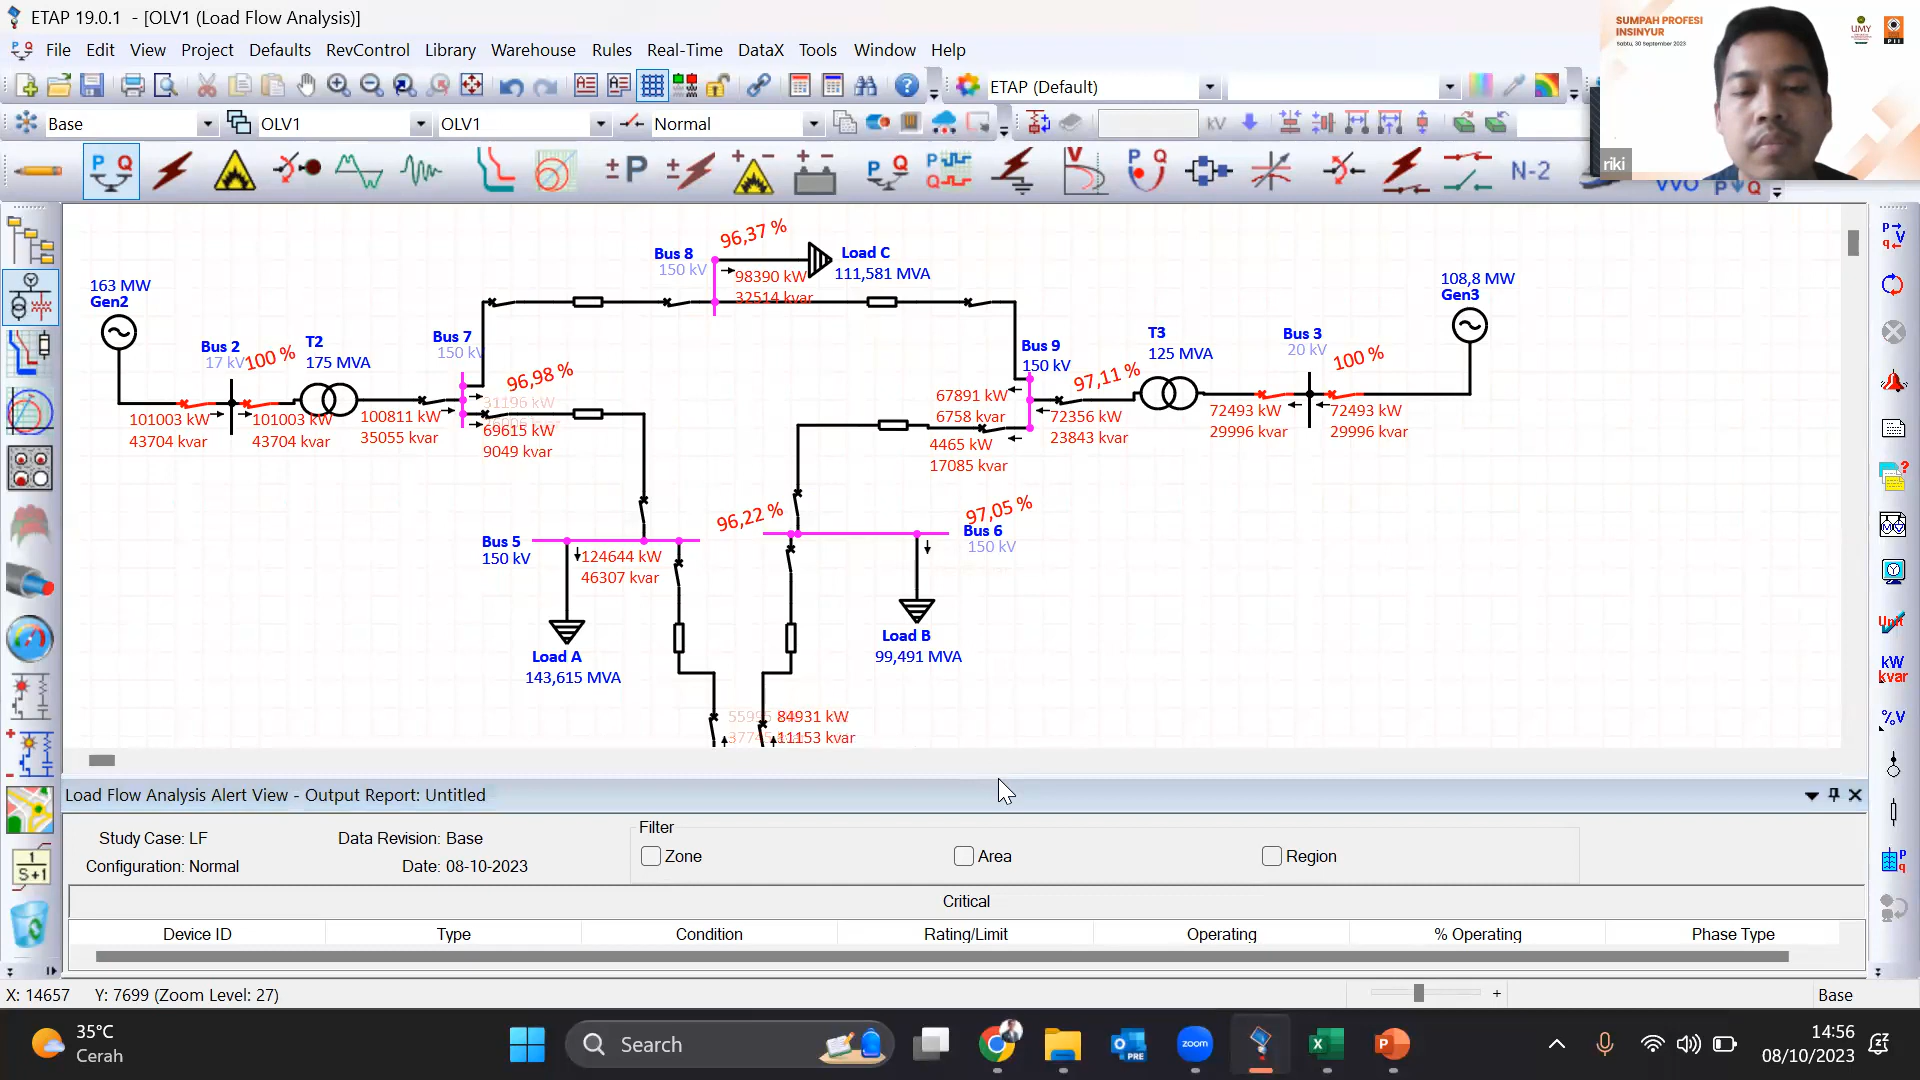 ETAP 19.0.1 - [OLV1 (Load Flow Analysis)]
File Edit View Project Defaults RevControl Library Warehouse Rules Real-Time DataX Tools Window Help
ETAP (Default)
Base OLV1 OLV1 Normal kV
N-2
SUMPAH PROFESI
INSINYUR
Sabtu, 30 September 2023
UMY
PII
riki
96,37 %
Bus 8
150 kV
Load C
111,581 MVA
98390 kW
32514 kvar
163 MW
Gen2
Bus 2
17 kV
100 %
T2
175 MVA
Bus 7
150 kV
96,98 %
101003 kW
43704 kvar
101003 kW
43704 kvar
100811 kW
35055 kvar
31196 kW
69615 kW
9049 kvar
Bus 9
150 kV
97,11 %
67891 kW
6758 kvar
4465 kW
17085 kvar
72356 kW
23843 kvar
T3
125 MVA
Bus 3
20 kV
100 %
108,8 MW
Gen3
72493 kW
29996 kvar
72493 kW
29996 kvar
Bus 5
150 kV
96,22 %
124644 kW
46307 kvar
Load A
143,615 MVA
97,05 %
Bus 6
150 kV
Load B
99,491 MVA
84931 kW
11153 kvar
Load Flow Analysis Alert View - Output Report: Untitled
Study Case: LF Data Revision: Base
Configuration: Normal Date: 08-10-2023
Filter
Zone Area Region
Critical
Device ID Type Condition Rating/Limit Operating % Operating Phase Type
X: 14657 Y: 7699 (Zoom Level: 27) Base
35°C
Cerah
Search
zoom
14:56
08/10/2023